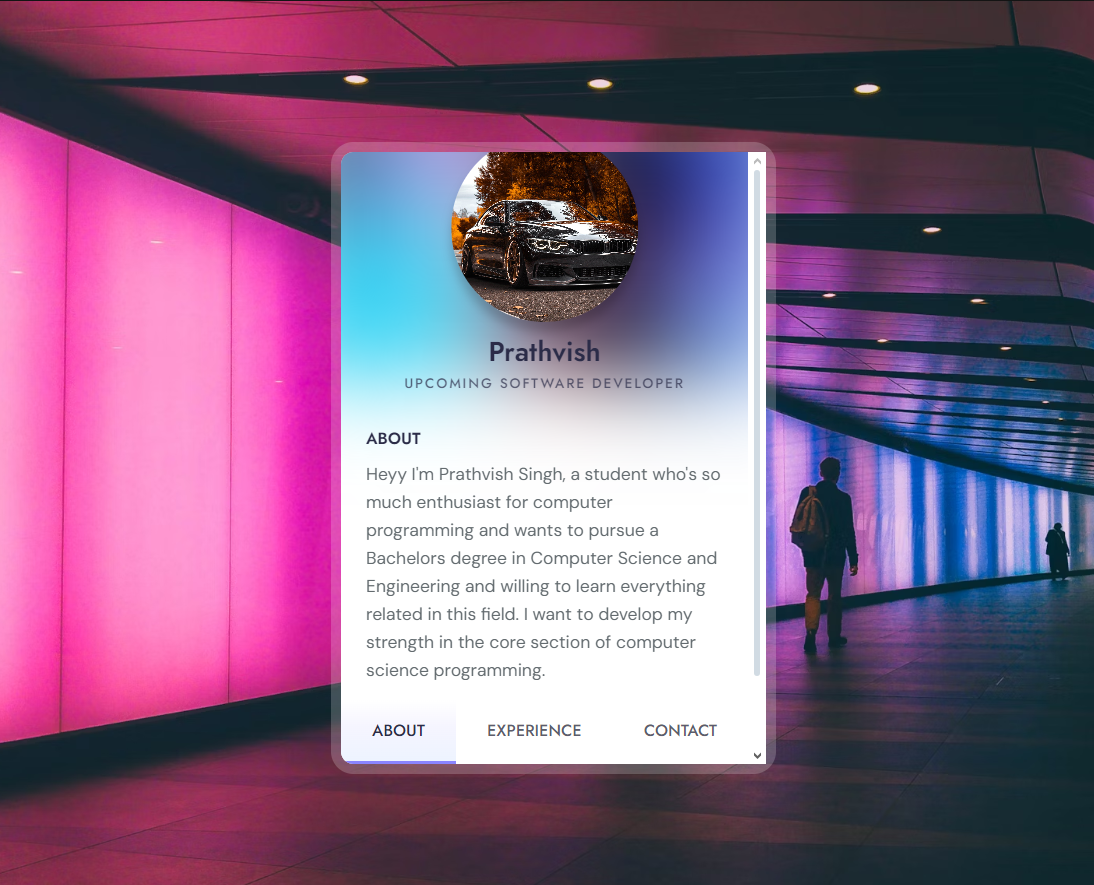 Prathvish
UPCOMING SOFTWARE DEVELOPER
ABOUT
Heyy I'm Prathvish Singh, a student who's so
much enthusiast for computer
programming and wants to pursue a
Bachelors degree in Computer Science and
Engineering and willing to learn everything
related in this field. I want to develop my
strength in the core section of computer
science programming.
ABOUT EXPERIENCE CONTACT